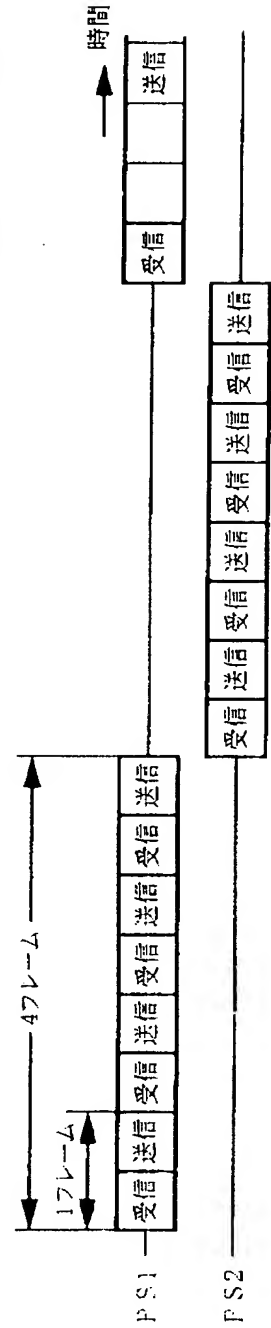 時間
4フレーム
1フレーム
PS1 受信 送信 受信 送信 受信 送信 受信 送信 受信 送信
PS2 受信 送信 受信 送信 受信 送信 受信 送信